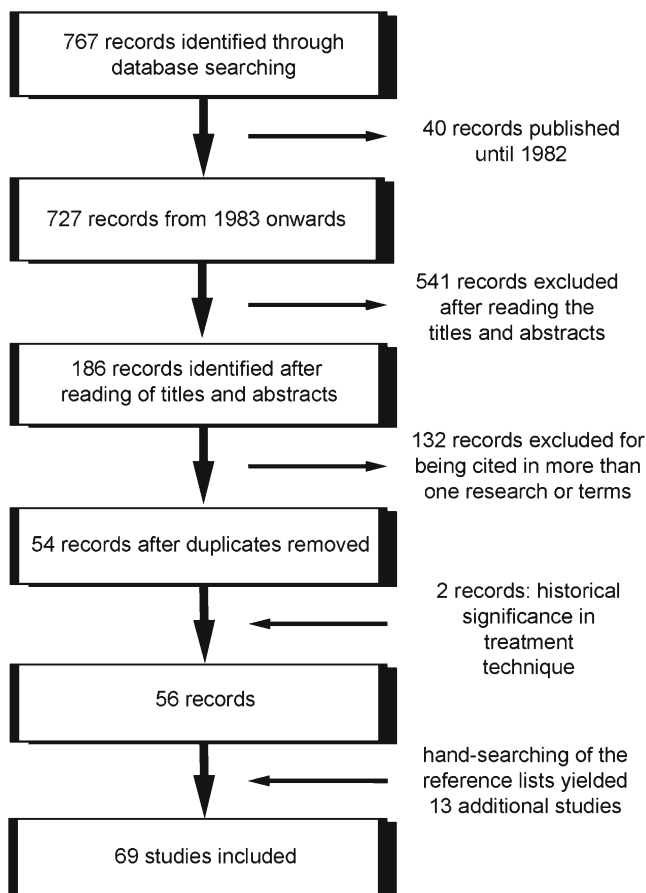 767 records identified through
database searching
40 records published
until 1982
727 records from 1983 onwards
541 records excluded
after reading the
titles and abstracts
186 records identified after
reading of titles and abstracts
132 records excluded for
being cited in more than
one research or terms
54 records after duplicates removed
2 records: historical
significance in
treatment
technique
56 records
hand-searching of the
reference lists yielded
13 additional studies
69 studies included